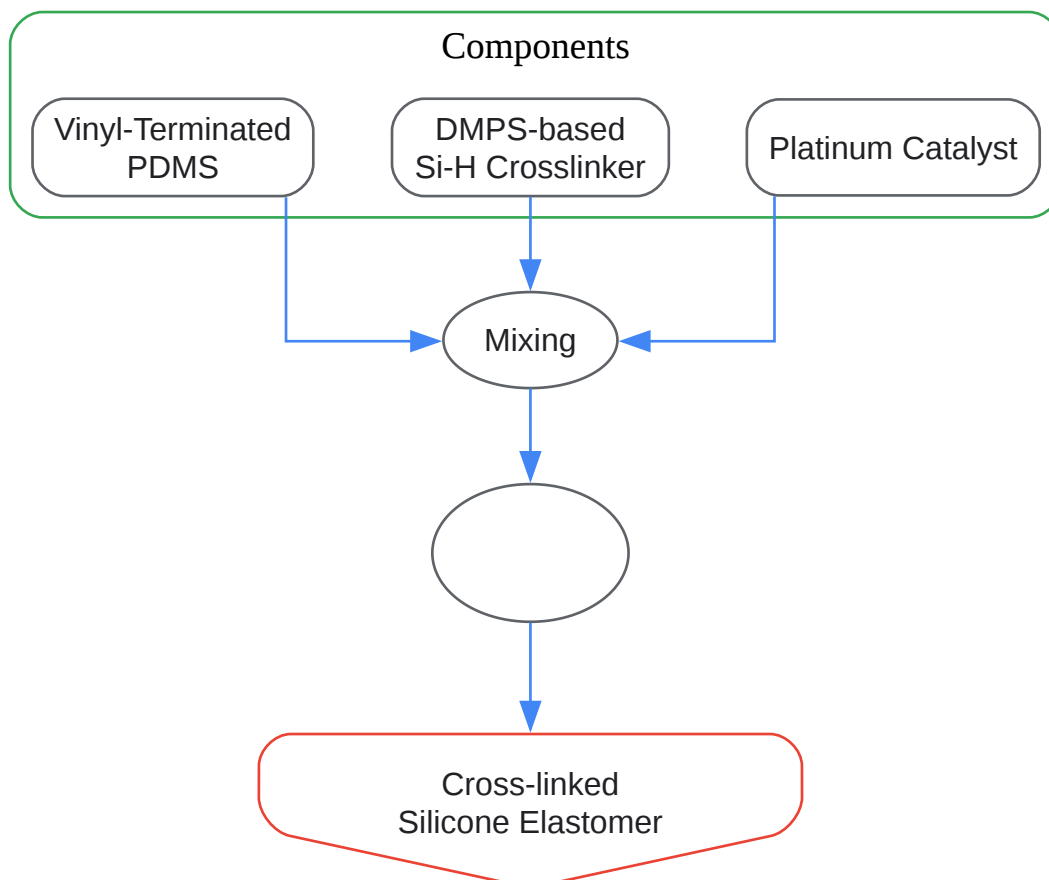 Components
Vinyl-Terminated
PDMS
DMPS-based
Si-H Crosslinker
Platinum Catalyst
Mixing
Cross-linked
Silicone Elastomer